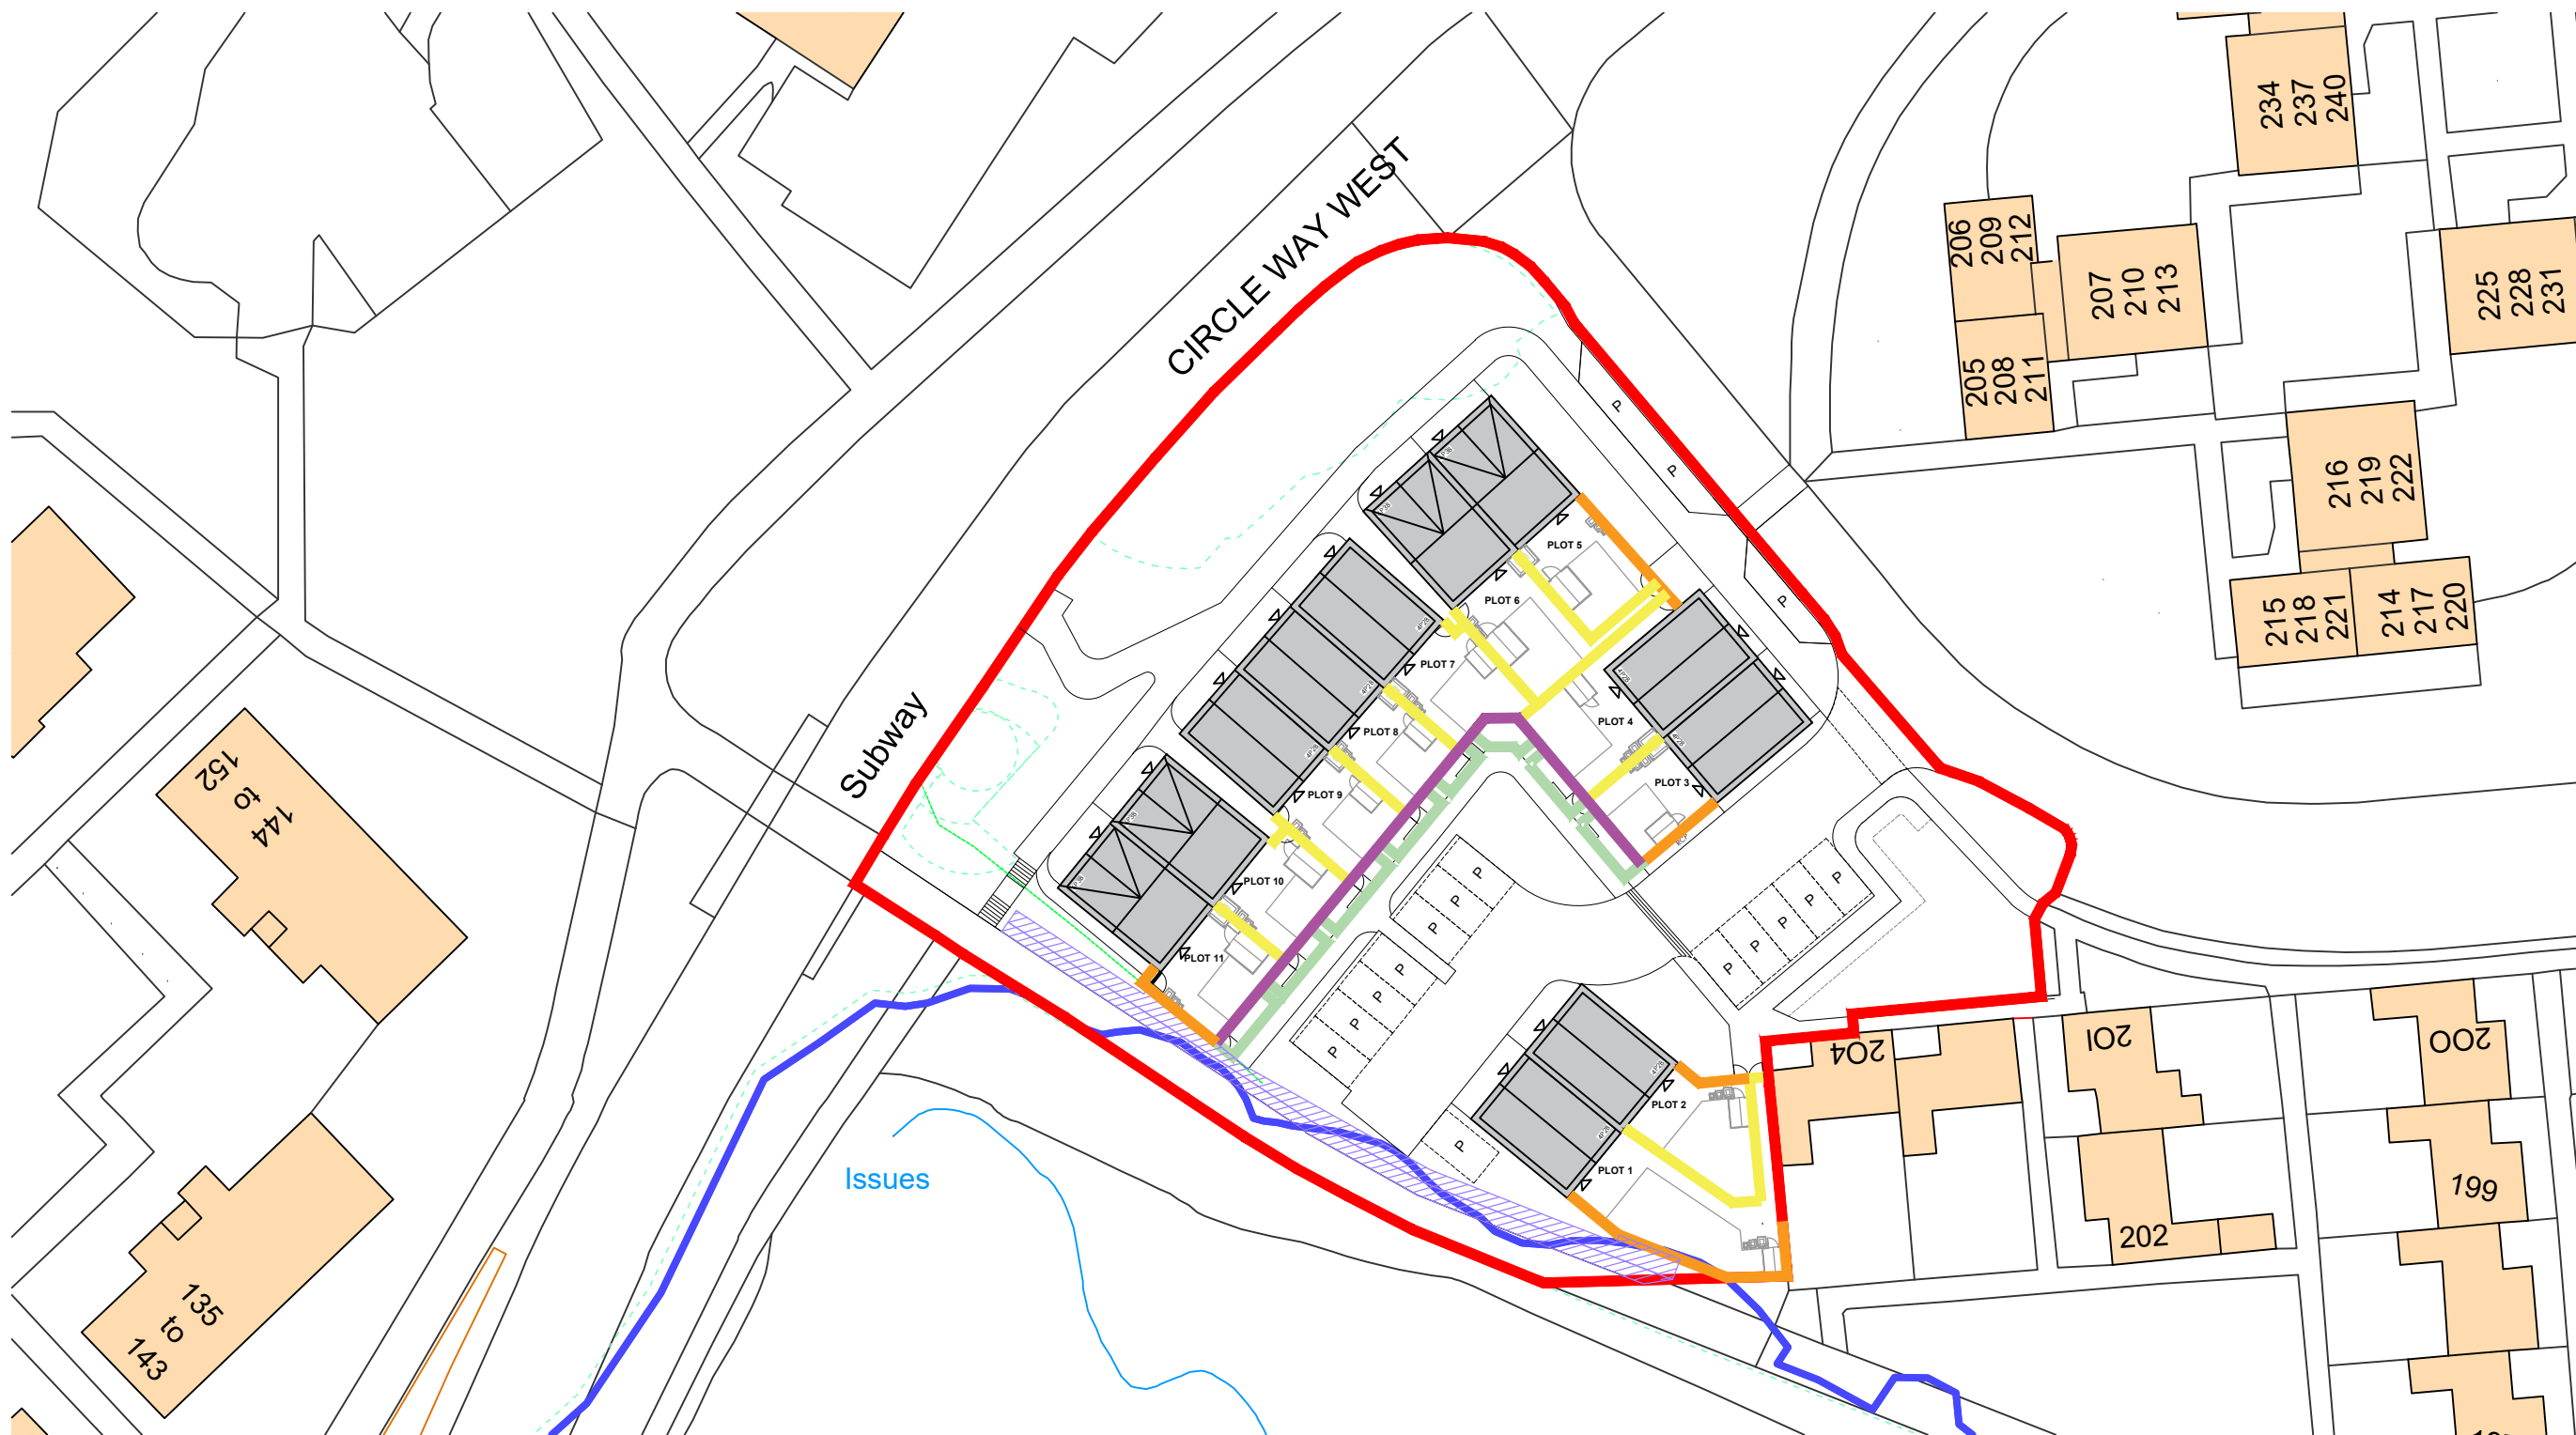 234
237
240
CIRCLE WAY WEST
206
209
212
207
210
213
225
228
231
205
208
211
P
P
P
216
219
222
215
218
221
214
217
220
PLOT 5
PLOT 6
PLOT 7
PLOT 8
PLOT 9
PLOT 10
PLOT 11
PLOT 4
PLOT 3
Subway
144
to
152
P
P
P
P
P
P
P
P
P
P
P
P
P
PLOT 2
PLOT 1
204
201
200
199
202
Issues
135
to
143